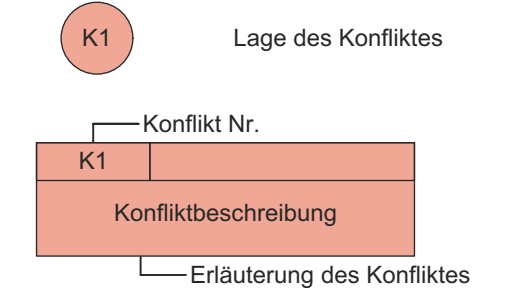 K1 Lage des Konfliktes
Konflikt Nr.
K1
Konfliktbeschreibung
Erläuterung des Konfliktes